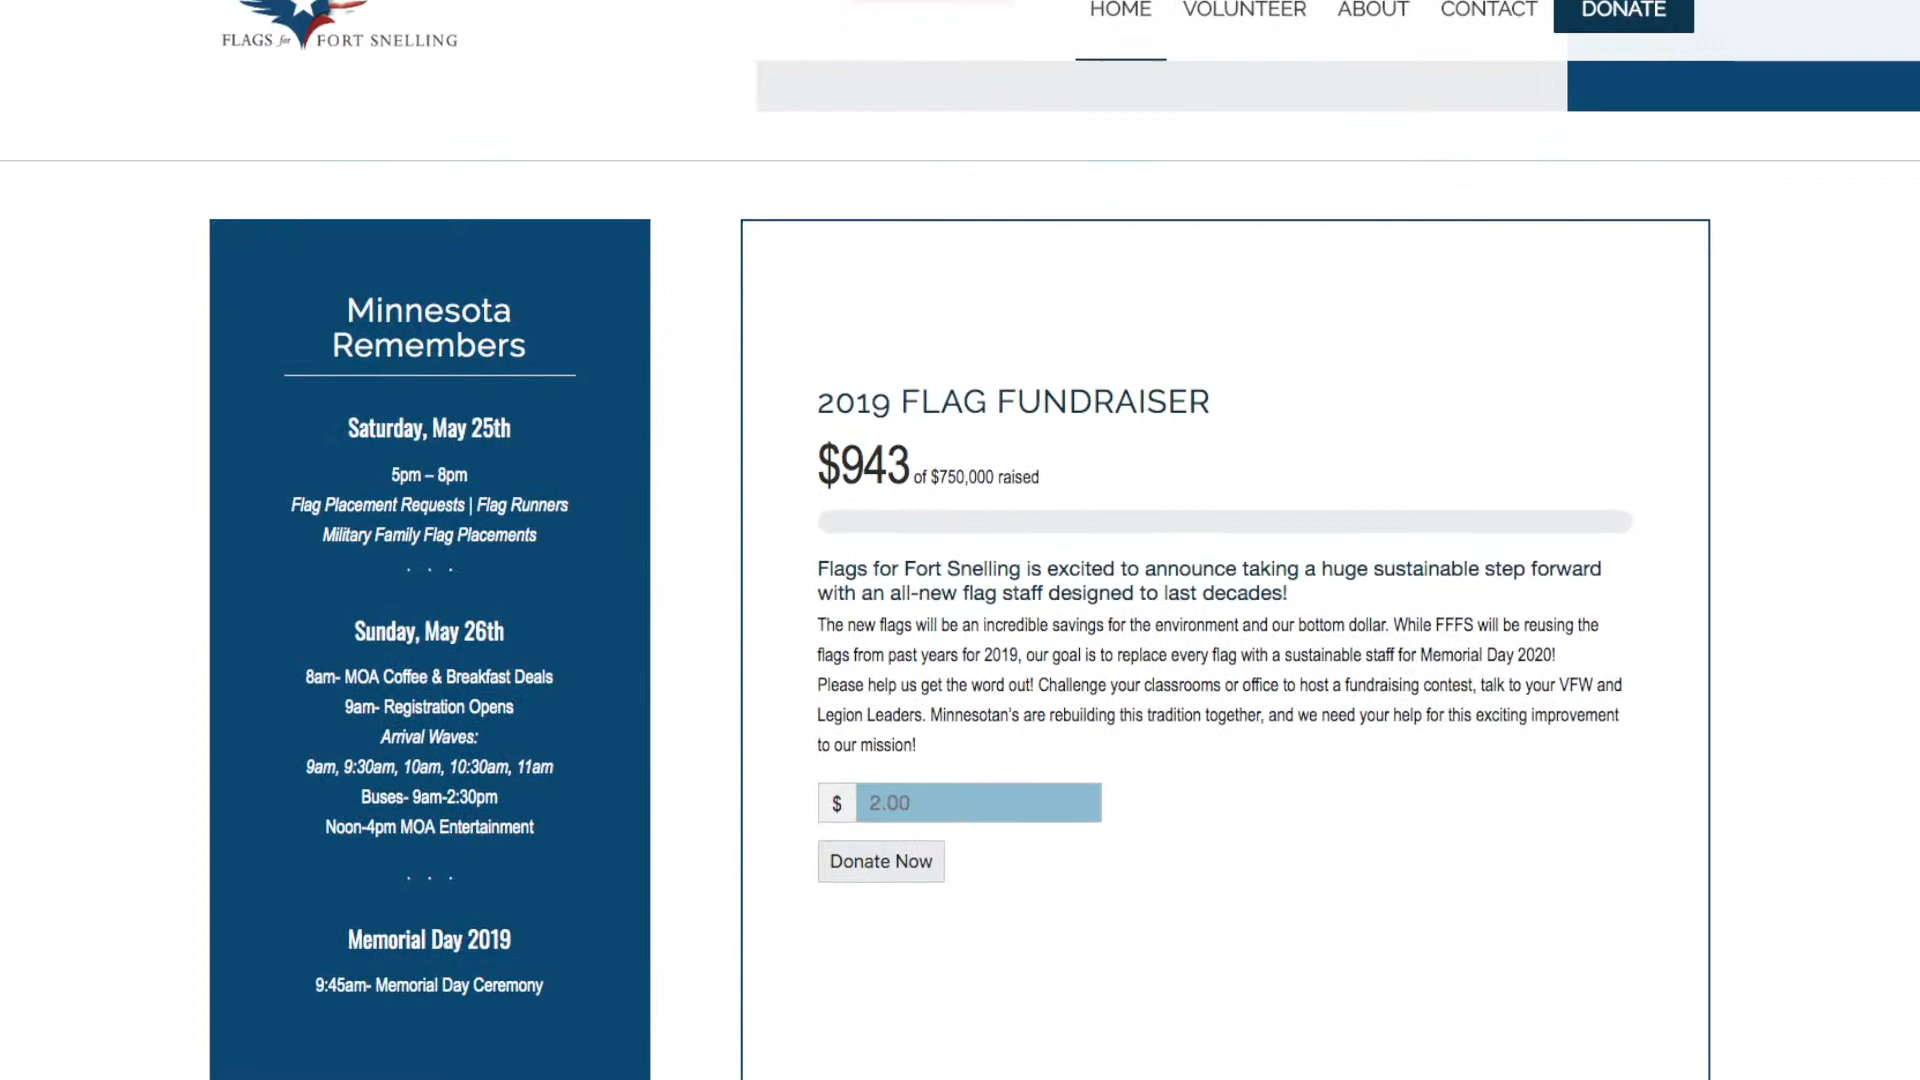 FLAGS for FORT SNELLING
HOME VOLUNTEER ABOUT CONTACT DONATE
Minnesota
Remembers
Saturday, May 25th
5pm – 8pm
Flag Placement Requests | Flag Runners
Military Family Flag Placements
. . .
Sunday, May 26th
8am- MOA Coffee & Breakfast Deals
9am- Registration Opens
Arrival Waves:
9am, 9:30am, 10am, 10:30am, 11am
Buses- 9am-2:30pm
Noon-4pm MOA Entertainment
. . .
Memorial Day 2019
9:45am- Memorial Day Ceremony
2019 FLAG FUNDRAISER
$943 of $750,000 raised
Flags for Fort Snelling is excited to announce taking a huge sustainable step forward
with an all-new flag staff designed to last decades!
The new flags will be an incredible savings for the environment and our bottom dollar. While FFFS will be reusing the
flags from past years for 2019, our goal is to replace every flag with a sustainable staff for Memorial Day 2020!
Please help us get the word out! Challenge your classrooms or office to host a fundraising contest, talk to your VFW and
Legion Leaders. Minnesotan's are rebuilding this tradition together, and we need your help for this exciting improvement
to our mission!
$ 2.00
Donate Now